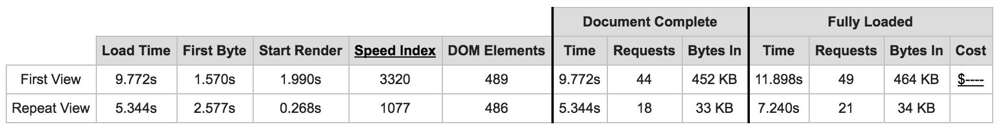 Document Complete Fully Loaded
Load Time First Byte Start Render Speed Index DOM Elements Time Requests Bytes In Time Requests Bytes In Cost
First View 9.772s 1.570s 1.990s 3320 489 9.772s 44 452 KB 11.898s 49 464 KB $----
Repeat View 5.344s 2.577s 0.268s 1077 486 5.344s 18 33 KB 7.240s 21 34 KB